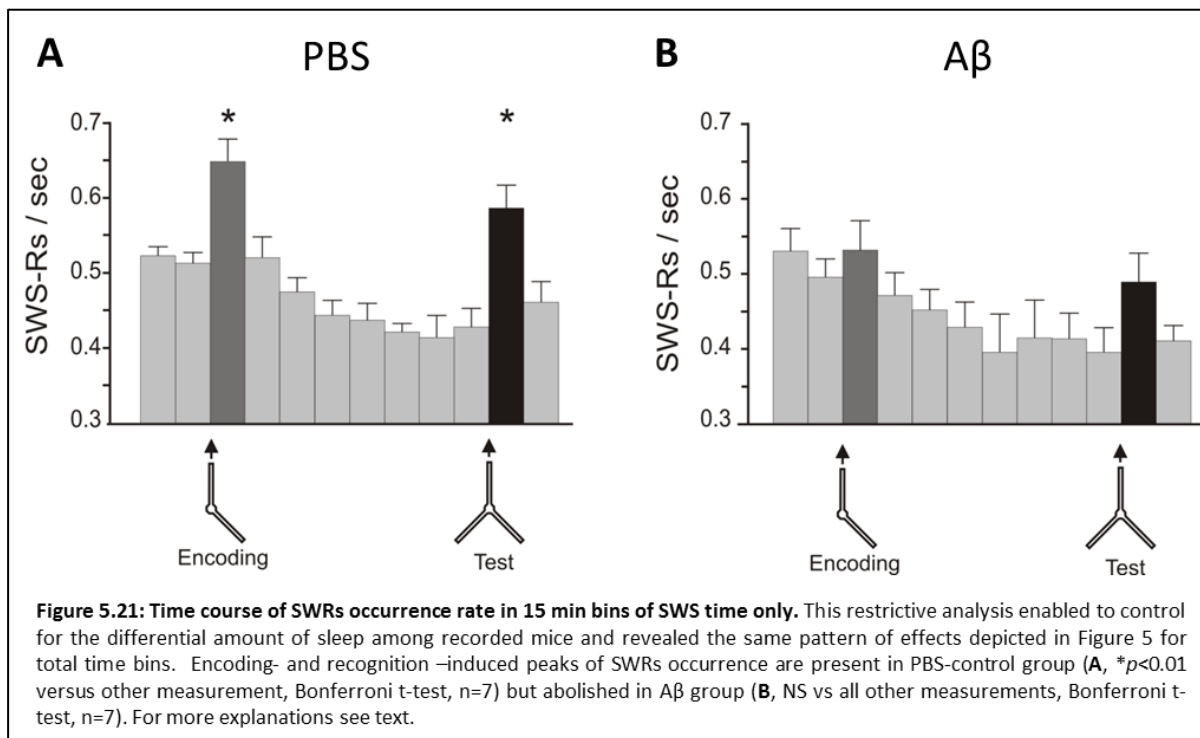 A
PBS
B
Aβ
SWS-Rs / sec
0.7
0.6
0.5
0.4
0.3
*
*
Encoding
Test
SWS-Rs / sec
0.7
0.6
0.5
0.4
0.3
Encoding
Test
Figure 5.21: Time course of SWRs occurrence rate in 15 min bins of SWS time only. This restrictive analysis enabled to control
for the differential amount of sleep among recorded mice and revealed the same pattern of effects depicted in Figure 5 for
total time bins. Encoding- and recognition –induced peaks of SWRs occurrence are present in PBS-control group (A, *p<0.01
versus other measurement, Bonferroni t-test, n=7) but abolished in Aβ group (B, NS vs all other measurements, Bonferroni t-
test, n=7). For more explanations see text.